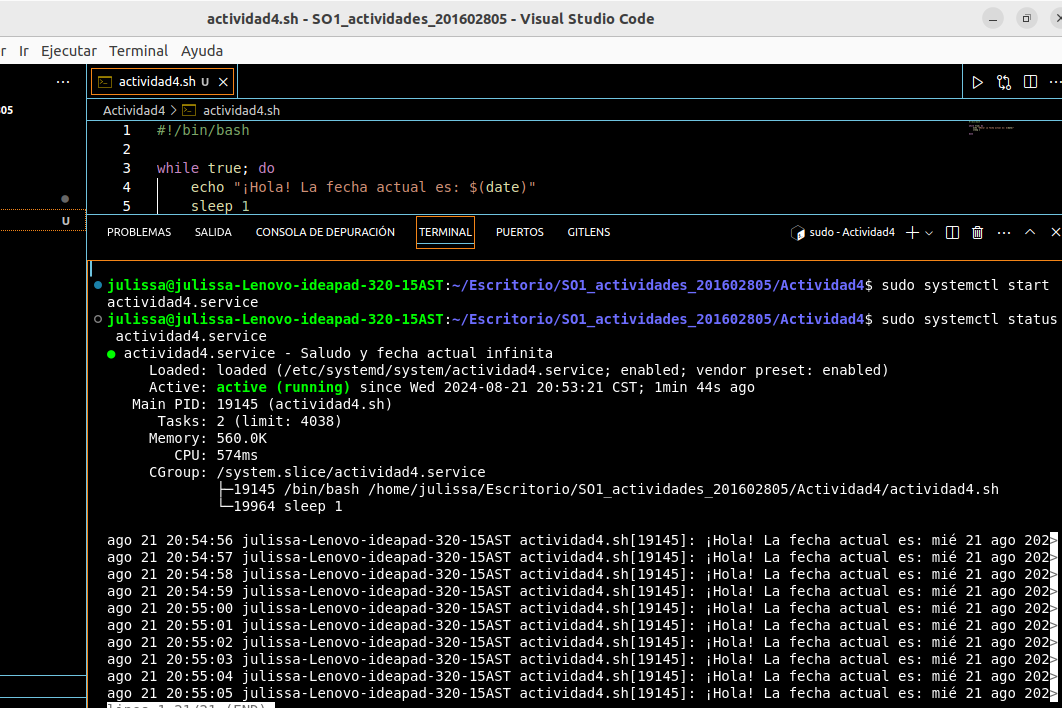 actividad4.sh - SO1_actividades_201602805 - Visual Studio Code
r Ir Ejecutar Terminal Ayuda
05
actividad4.sh U
Actividad4 > actividad4.sh
1 #!/bin/bash
2
3 while true; do
4     echo "¡Hola! La fecha actual es: $(date)"
5     sleep 1
U
PROBLEMAS SALIDA CONSOLA DE DEPURACIÓN TERMINAL PUERTOS GITLENS sudo - Actividad4
julissa@julissa-Lenovo-ideapad-320-15AST:~/Escritorio/SO1_actividades_201602805/Actividad4$ sudo systemctl start
actividad4.service
julissa@julissa-Lenovo-ideapad-320-15AST:~/Escritorio/SO1_actividades_201602805/Actividad4$ sudo systemctl status
actividad4.service
● actividad4.service - Saludo y fecha actual infinita
Loaded: loaded (/etc/systemd/system/actividad4.service; enabled; vendor preset: enabled)
Active: active (running) since Wed 2024-08-21 20:53:21 CST; 1min 44s ago
Main PID: 19145 (actividad4.sh)
Tasks: 2 (limit: 4038)
Memory: 560.0K
CPU: 574ms
CGroup: /system.slice/actividad4.service
├─19145 /bin/bash /home/julissa/Escritorio/SO1_actividades_201602805/Actividad4/actividad4.sh
└─19964 sleep 1
ago 21 20:54:56 julissa-Lenovo-ideapad-320-15AST actividad4.sh[19145]: ¡Hola! La fecha actual es: mié 21 ago 202>
ago 21 20:54:57 julissa-Lenovo-ideapad-320-15AST actividad4.sh[19145]: ¡Hola! La fecha actual es: mié 21 ago 202>
ago 21 20:54:58 julissa-Lenovo-ideapad-320-15AST actividad4.sh[19145]: ¡Hola! La fecha actual es: mié 21 ago 202>
ago 21 20:54:59 julissa-Lenovo-ideapad-320-15AST actividad4.sh[19145]: ¡Hola! La fecha actual es: mié 21 ago 202>
ago 21 20:55:00 julissa-Lenovo-ideapad-320-15AST actividad4.sh[19145]: ¡Hola! La fecha actual es: mié 21 ago 202>
ago 21 20:55:01 julissa-Lenovo-ideapad-320-15AST actividad4.sh[19145]: ¡Hola! La fecha actual es: mié 21 ago 202>
ago 21 20:55:02 julissa-Lenovo-ideapad-320-15AST actividad4.sh[19145]: ¡Hola! La fecha actual es: mié 21 ago 202>
ago 21 20:55:03 julissa-Lenovo-ideapad-320-15AST actividad4.sh[19145]: ¡Hola! La fecha actual es: mié 21 ago 202>
ago 21 20:55:04 julissa-Lenovo-ideapad-320-15AST actividad4.sh[19145]: ¡Hola! La fecha actual es: mié 21 ago 202>
ago 21 20:55:05 julissa-Lenovo-ideapad-320-15AST actividad4.sh[19145]: ¡Hola! La fecha actual es: mié 21 ago 202>